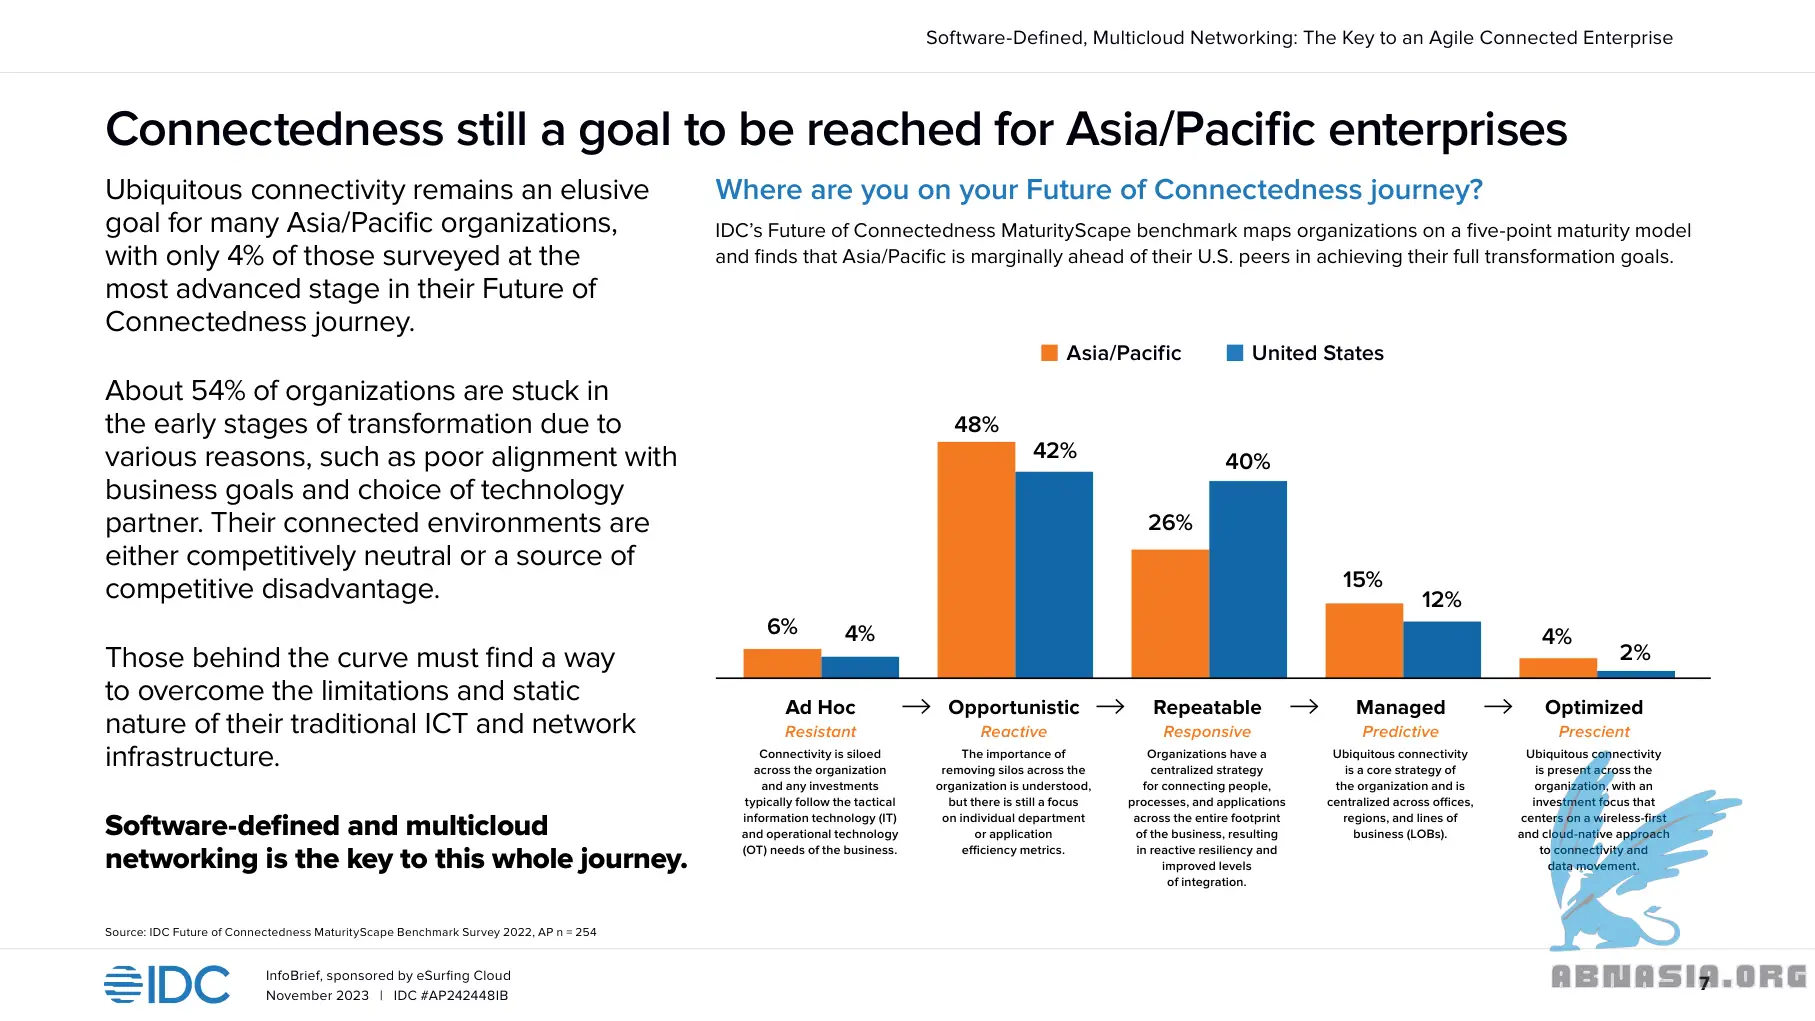 Software-Defined, Multicloud Networking: The Key to an Agile Connected Enterprise
Connectedness still a goal to be reached for Asia/Pacific enterprises
Ubiquitous connectivity remains an elusive
goal for many Asia/Pacific organizations,
with only 4% of those surveyed at the
most advanced stage in their Future of
Connectedness journey.
About 54% of organizations are stuck in
the early stages of transformation due to
various reasons, such as poor alignment with
business goals and choice of technology
partner. Their connected environments are
either competitively neutral or a source of
competitive disadvantage.
Those behind the curve must find a way
to overcome the limitations and static
nature of their traditional ICT and network
infrastructure.
Software-defined and multicloud
networking is the key to this whole journey.
Where are you on your Future of Connectedness journey?
IDC's Future of Connectedness MaturityScape benchmark maps organizations on a five-point maturity model
and finds that Asia/Pacific is marginally ahead of their U.S. peers in achieving their full transformation goals.
Asia/Pacific
United States
6%
4%
48%
42%
26%
40%
15%
12%
4%
2%
Ad Hoc
Resistant
Connectivity is siloed
across the organization
and any investments
typically follow the tactical
information technology (IT)
and operational technology
(OT) needs of the business.
Opportunistic
Reactive
The importance of
removing silos across the
organization is understood,
but there is still a focus
on individual department
or application
efficiency metrics.
Repeatable
Responsive
Organizations have a
centralized strategy
for connecting people,
processes, and applications
across the entire footprint
of the business, resulting
in reactive resiliency and
improved levels
of integration.
Managed
Predictive
Ubiquitous connectivity
is a core strategy of
the organization and is
centralized across offices,
regions, and lines of
business (LOBs).
Optimized
Prescient
Ubiquitous connectivity
is present across the
organization, with an
investment focus that
centers on a wireless-first
and cloud-native approach
to connectivity and
data movement.
Source: IDC Future of Connectedness MaturityScape Benchmark Survey 2022, AP n = 254
IDC
InfoBrief, sponsored by eSurfing Cloud
November 2023 | IDC #AP242448IB
7
ABNASIA.ORG